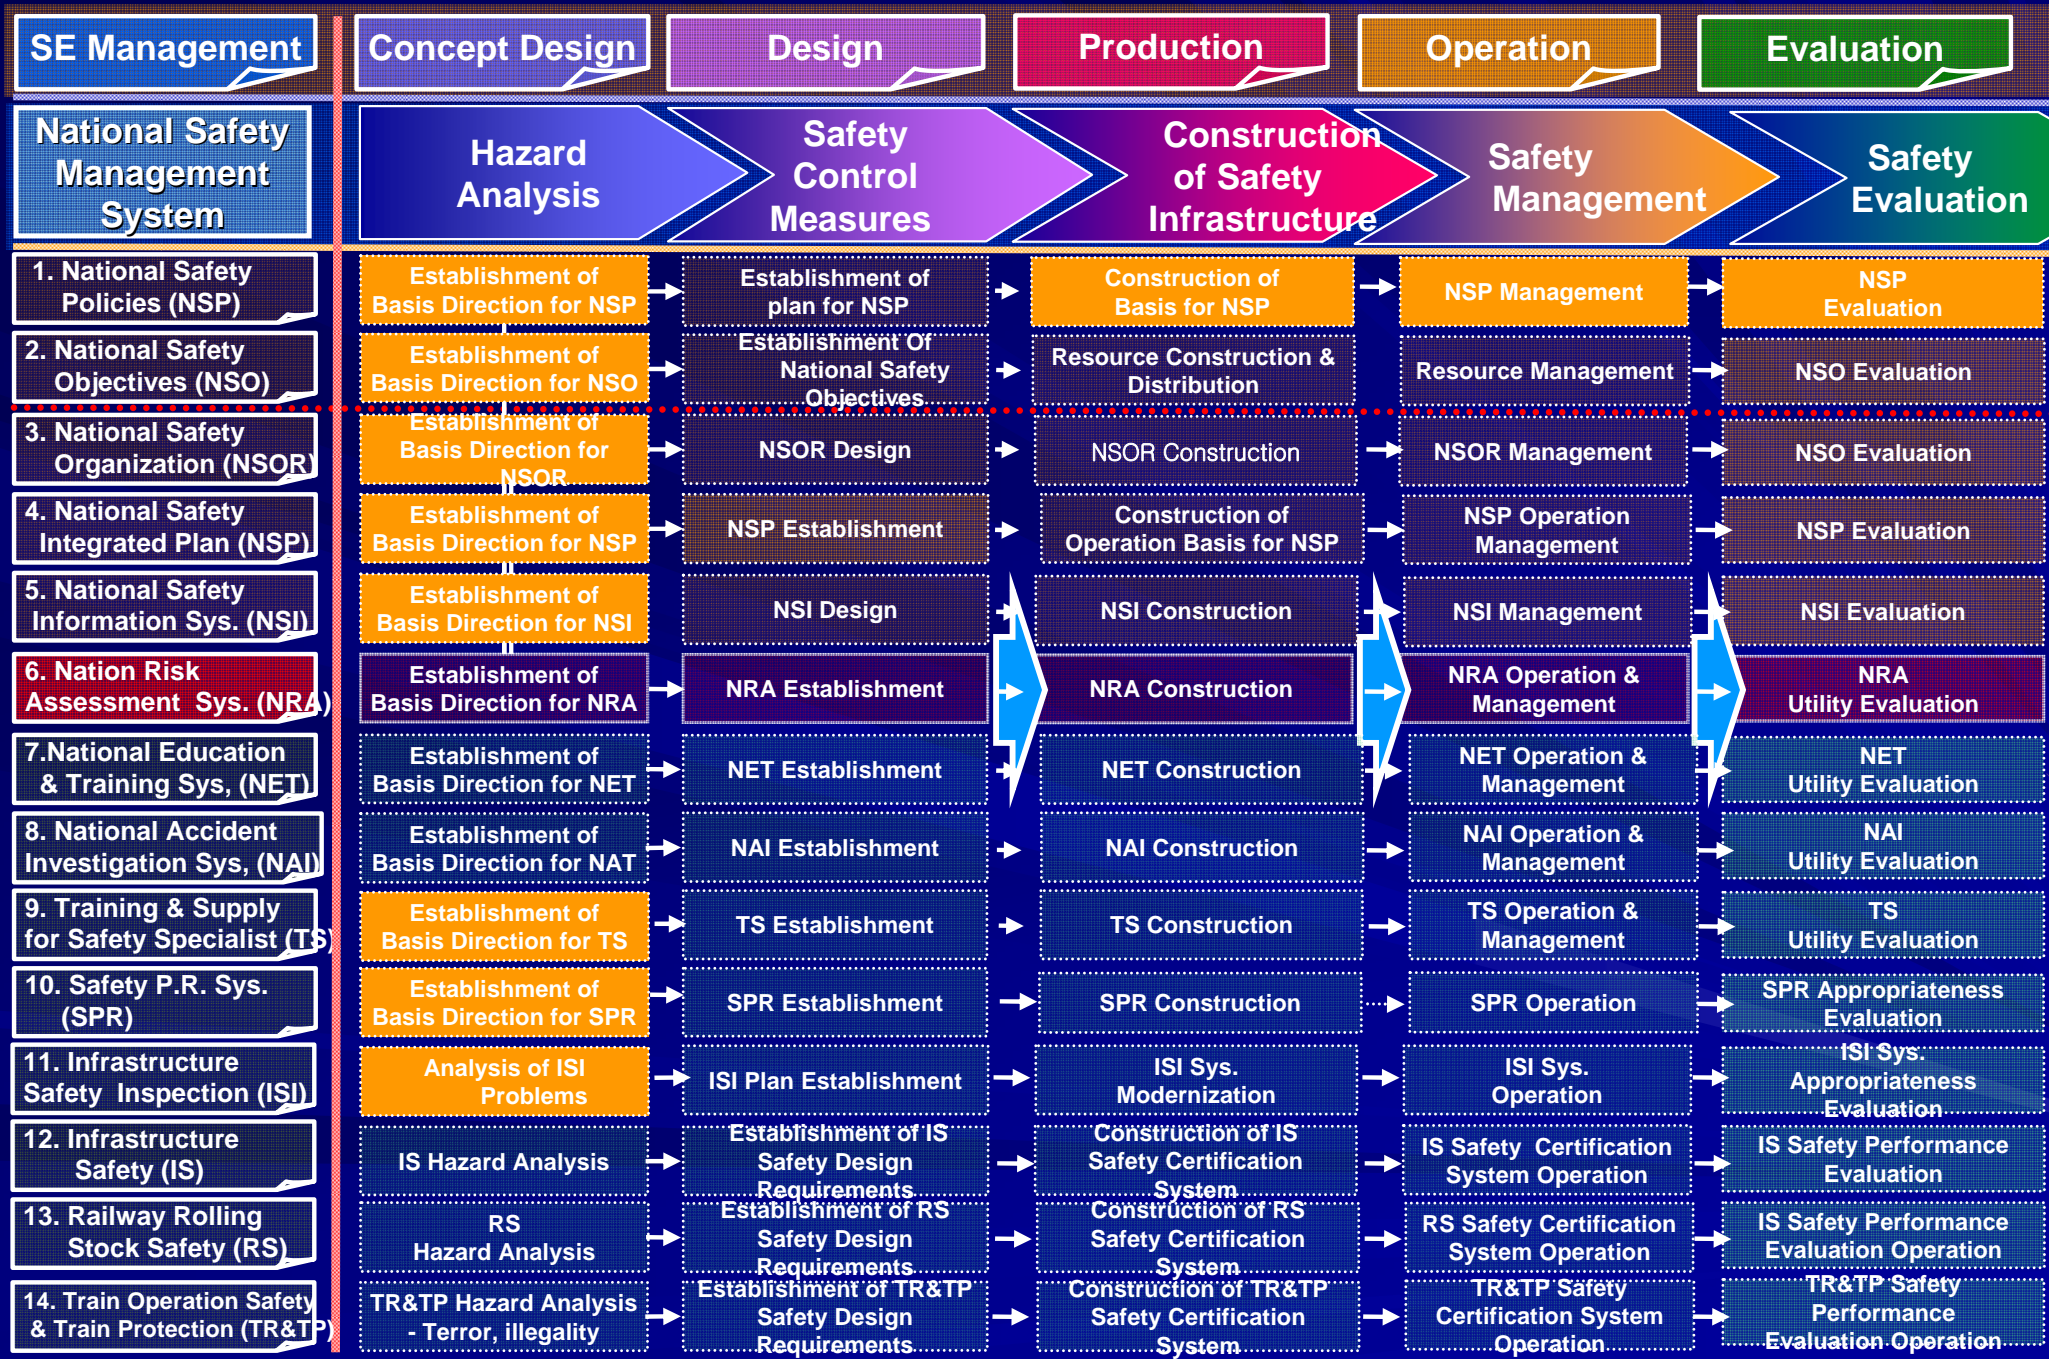 SE Management
Concept Design
Design
Production
Operation
Evaluation
National Safety
Management
System
Hazard
Analysis
Safety
Control
Measures
Construction
of Safety
Infrastructure
Safety
Management
Safety
Evaluation
1. National Safety
Policies (NSP)
Establishment of
Basis Direction for NSP
Establishment of
plan for NSP
Construction of
Basis for NSP
NSP Management
NSP
Evaluation
2. National Safety
Objectives (NSO)
Establishment of
Basis Direction for NSO
Establishment Of
National Safety
Objectives
Resource Construction &
Distribution
Resource Management
NSO Evaluation
3. National Safety
Organization (NSOR)
Establishment of
Basis Direction for
NSOR
NSOR Design
NSOR Construction
NSOR Management
NSO Evaluation
4. National Safety
Integrated Plan (NSP)
Establishment of
Basis Direction for NSP
NSP Establishment
Construction of
Operation Basis for NSP
NSP Operation
Management
NSP Evaluation
5. National Safety
Information Sys. (NSI)
Establishment of
Basis Direction for NSI
NSI Design
NSI Construction
NSI Management
NSI Evaluation
6. Nation Risk
Assessment Sys. (NRA)
Establishment of
Basis Direction for NRA
NRA Establishment
NRA Construction
NRA Operation &
Management
NRA
Utility Evaluation
7.National Education
& Training Sys, (NET)
Establishment of
Basis Direction for NET
NET Establishment
NET Construction
NET Operation &
Management
NET
Utility Evaluation
8. National Accident
Investigation Sys, (NAI)
Establishment of
Basis Direction for NAT
NAI Establishment
NAI Construction
NAI Operation &
Management
NAI
Utility Evaluation
9. Training & Supply
for Safety Specialist (TS)
Establishment of
Basis Direction for TS
TS Establishment
TS Construction
TS Operation &
Management
TS
Utility Evaluation
10. Safety P.R. Sys.
(SPR)
Establishment of
Basis Direction for SPR
SPR Establishment
SPR Construction
SPR Operation
SPR Appropriateness
Evaluation
11. Infrastructure
Safety Inspection (ISI)
Analysis of ISI
Problems
ISI Plan Establishment
ISI Sys.
Modernization
ISI Sys.
Operation
ISI Sys.
Appropriateness
Evaluation
12. Infrastructure
Safety (IS)
IS Hazard Analysis
Establishment of IS
Safety Design
Requirements
Construction of IS
Safety Certification
System
IS Safety Certification
System Operation
IS Safety Performance
Evaluation
13. Railway Rolling
Stock Safety (RS)
RS
Hazard Analysis
Establishment of RS
Safety Design
Requirements
Construction of RS
Safety Certification
System
RS Safety Certification
System Operation
IS Safety Performance
Evaluation Operation
14. Train Operation Safety
& Train Protection (TR&TP)
TR&TP Hazard Analysis
- Terror, illegality
Establishment of TR&TP
Safety Design
Requirements
Construction of TR&TP
Safety Certification
System
TR&TP Safety
Certification System
Operation
TR&TP Safety
Performance
Evaluation Operation